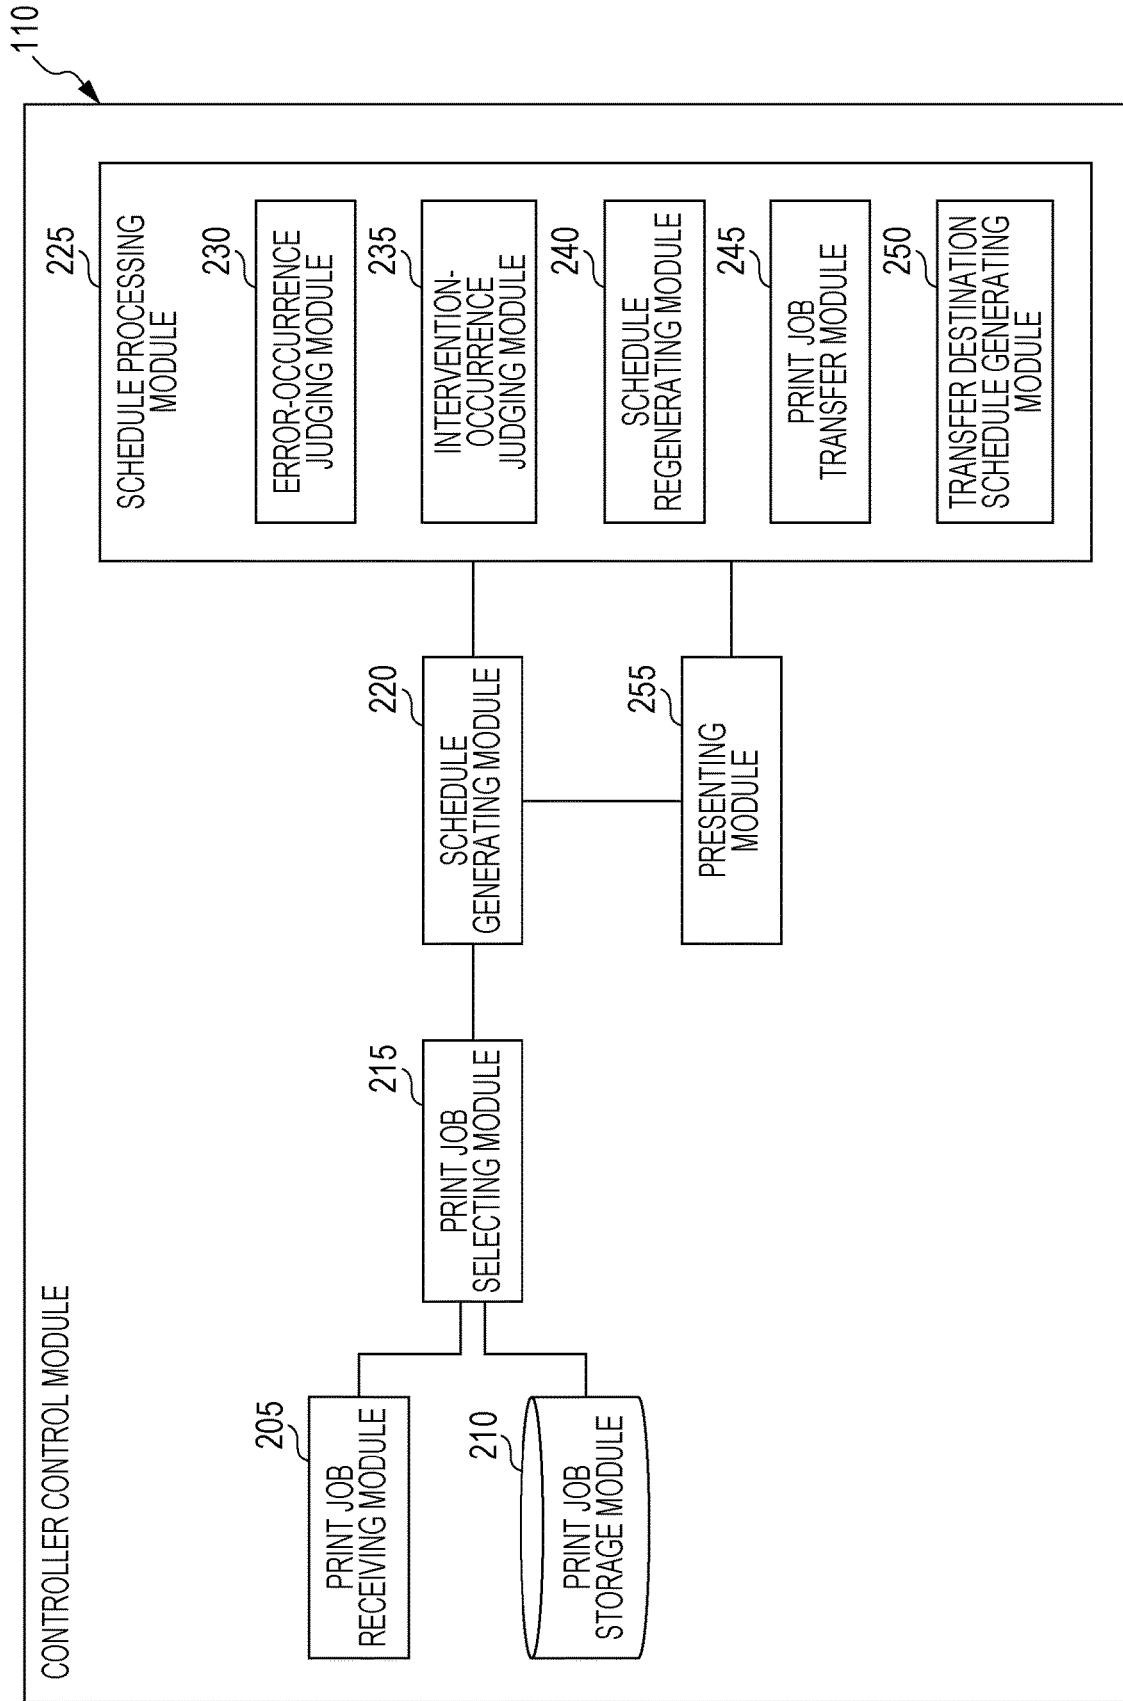 110
CONTROLLER CONTROL MODULE
205
PRINT JOB
RECEIVING MODULE
210
PRINT JOB
STORAGE MODULE
215
PRINT JOB
SELECTING MODULE
220
SCHEDULE
GENERATING MODULE
255
PRESENTING
MODULE
225
SCHEDULE PROCESSING
MODULE
230
ERROR-OCCURRENCE
JUDGING MODULE
235
INTERVENTION-
OCCURRENCE
JUDGING MODULE
240
SCHEDULE
REGENERATING MODULE
245
PRINT JOB
TRANSFER MODULE
250
TRANSFER DESTINATION
SCHEDULE GENERATING
MODULE